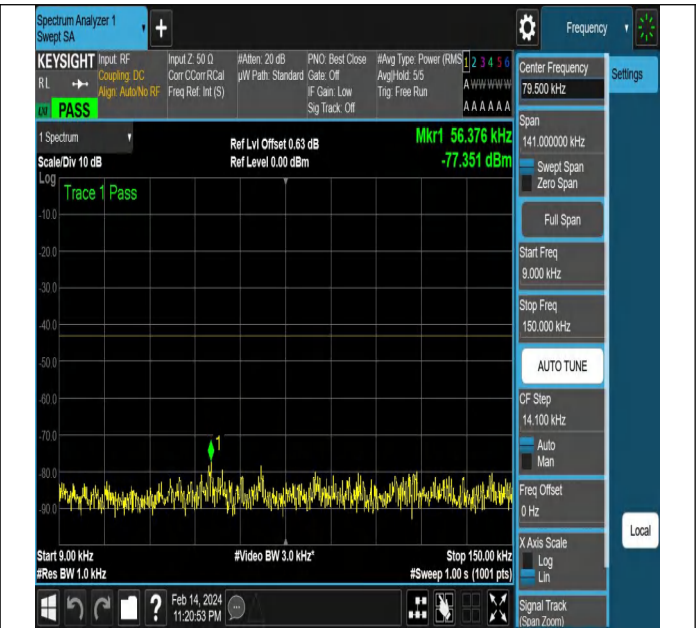 Spectrum Analyzer 1
Swept SA
+
Frequency
KEYSIGHT
RL
PASS
Input: RF
Coupling: DC
Align: Auto/No RF
Input Z: 50 Ω
Corr CCorr RCal
Freq Ref: Int (S)
#Atten: 20 dB
µW Path: Standard
PNO: Best Close
Gate: Off
IF Gain: Low
Sig Track: Off
#Avg Type: Power (RMS
Avg|Hold: 5/5
Trig: Free Run
1 2 3 4 5 6
A W W W W W
A A A A A A
1 Spectrum
Scale/Div 10 dB
Log
Ref Lvl Offset 0.63 dB
Ref Level 0.00 dBm
Mkr1 56.376 kHz
-77.351 dBm
Trace 1 Pass
-10.0
-20.0
-30.0
-40.0
-50.0
-60.0
-70.0
-80.0
-90.0
1
Start 9.00 kHz
#Res BW 1.0 kHz
#Video BW 3.0 kHz*
Stop 150.00 kHz
#Sweep 1.00 s (1001 pts)
?
Feb 14, 2024
11:20:53 PM
Center Frequency
79.500 kHz
Settings
Span
141.000000 kHz
Swept Span
Zero Span
Full Span
Start Freq
9.000 kHz
Stop Freq
150.000 kHz
AUTO TUNE
CF Step
14.100 kHz
Auto
Man
Freq Offset
0 Hz
X Axis Scale
Log
Lin
Local
Signal Track
(Span Zoom)